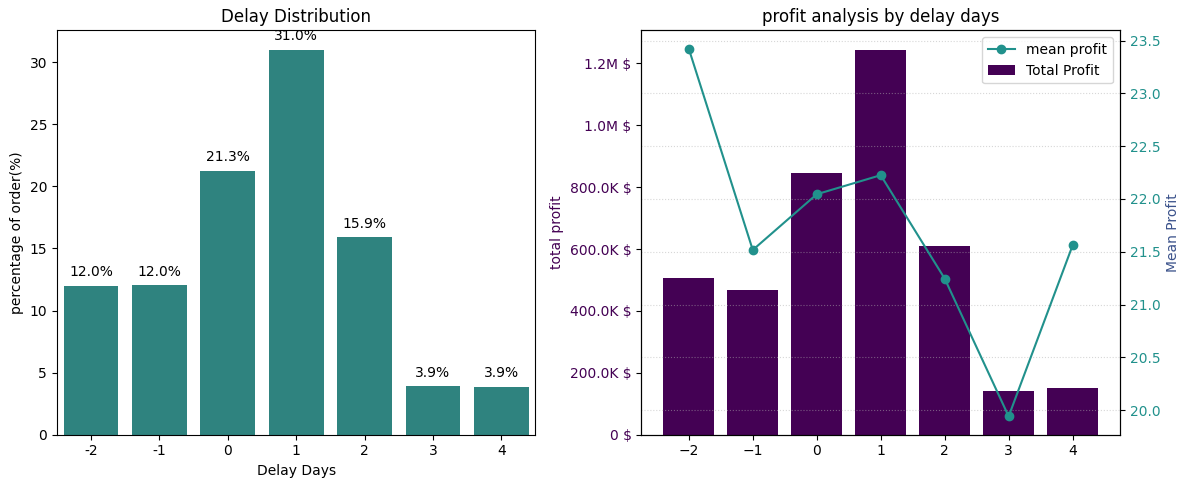 Delay Distribution
percentage of order(%)
30
25
20
15
10
5
0
12.0%
12.0%
21.3%
31.0%
15.9%
3.9%
3.9%
-2
-1
0
1
2
3
4
Delay Days
profit analysis by delay days
total profit
1.2M $
1.0M $
800.0K $
600.0K $
400.0K $
200.0K $
0 $
mean profit
Total Profit
−2
−1
0
1
2
3
4
23.5
23.0
22.5
22.0
21.5
21.0
20.5
20.0
Mean Profit